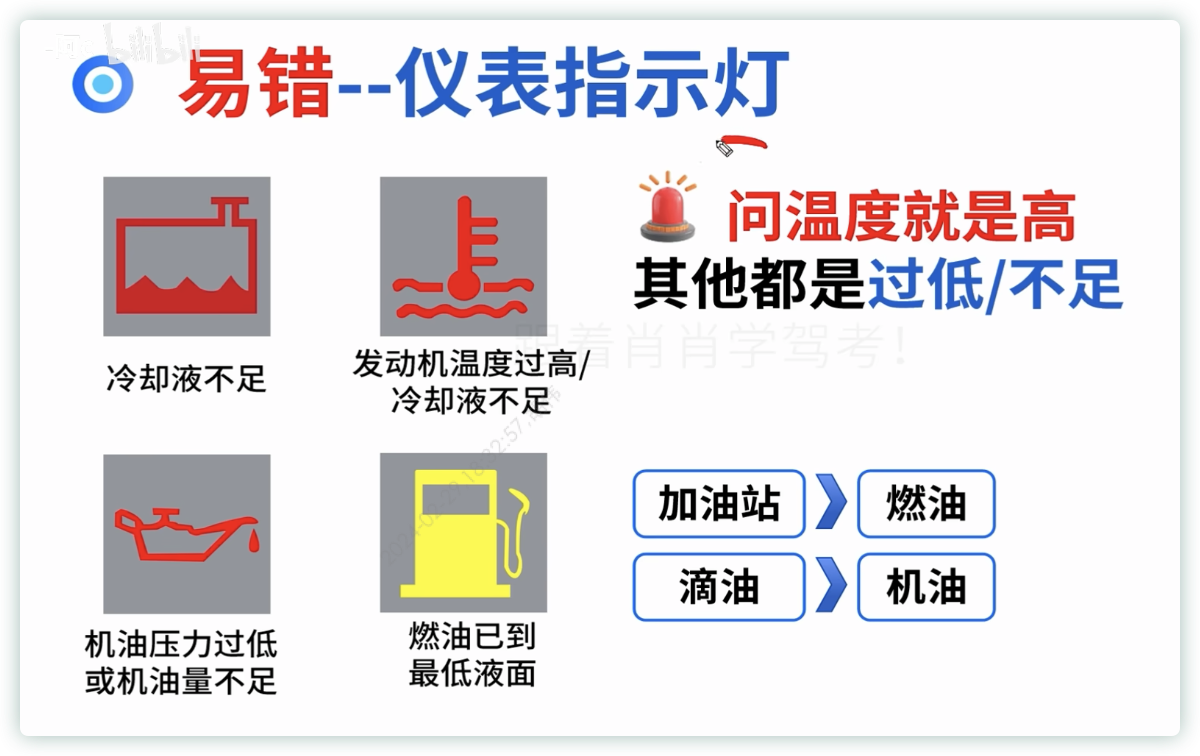 bilibili
易错--仪表指示灯
问温度就是高
其他都是过低/不足
跟着肖肖学驾考！
冷却液不足
发动机温度过高/
冷却液不足
加油站
燃油
滴油
机油
机油压力过低
或机油量不足
燃油已到
最低液面